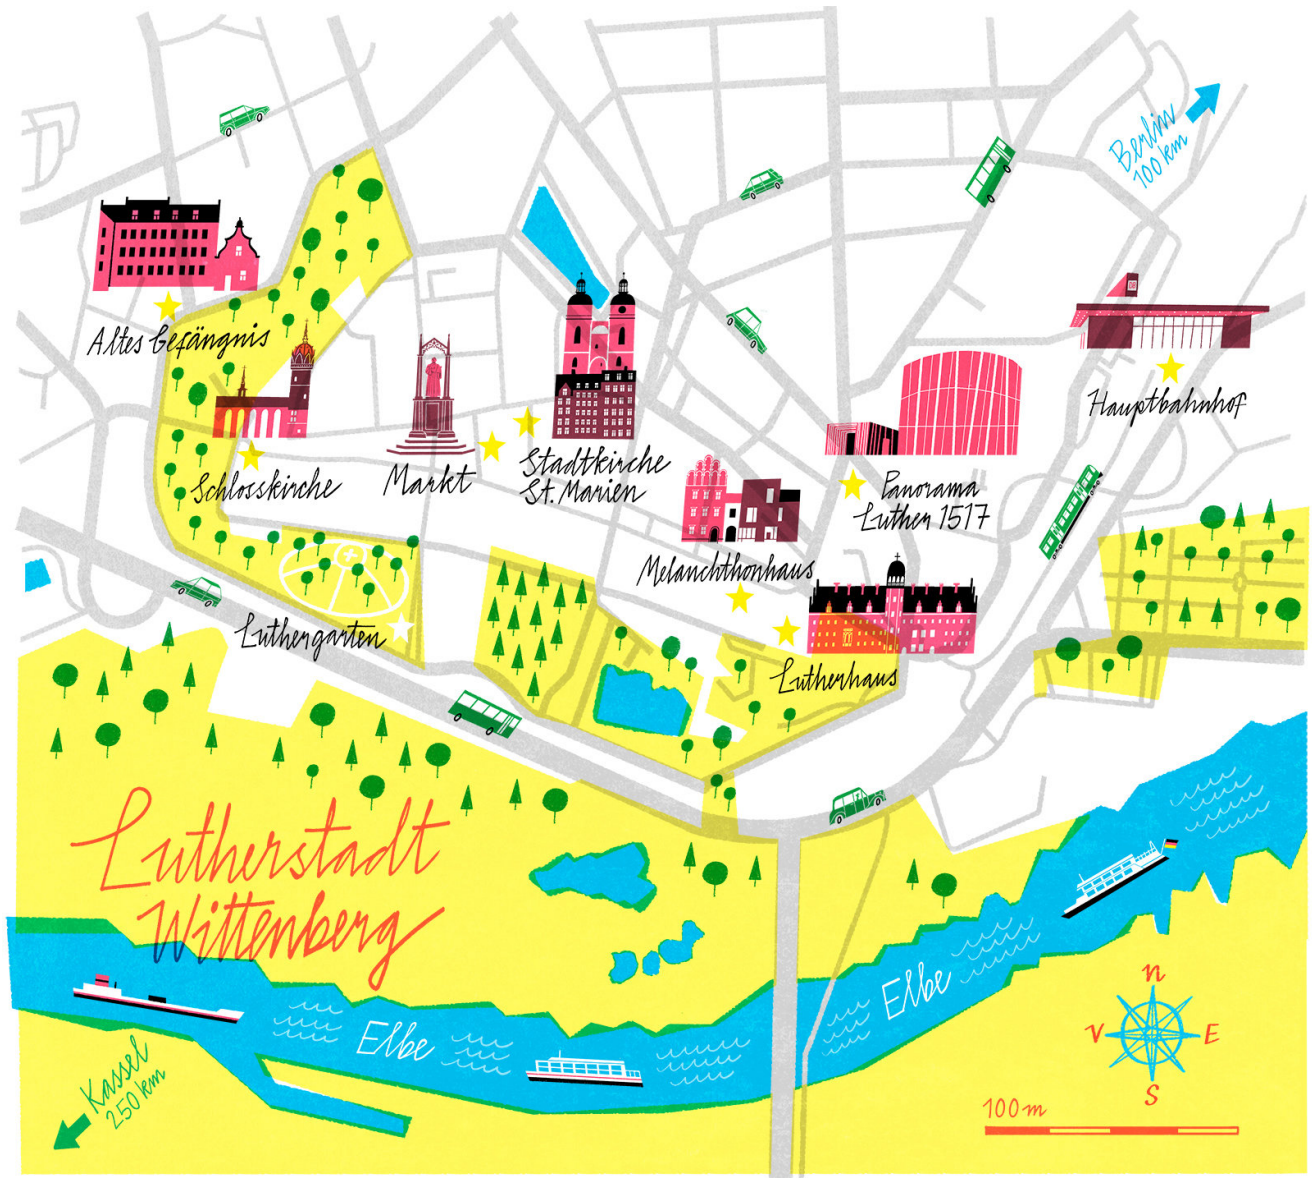 Berlin
100 km
Altes Gefängnis
Hauptbahnhof
Schlosskirche
Markt
Stadtkirche
St. Marien
Panorama
Luther 1517
Melanchthonhaus
Luthergarten
Lutherhaus
Lutherstadt
Wittenberg
Elbe
Elbe
Kassel
250 km
n
V
E
S
100 m